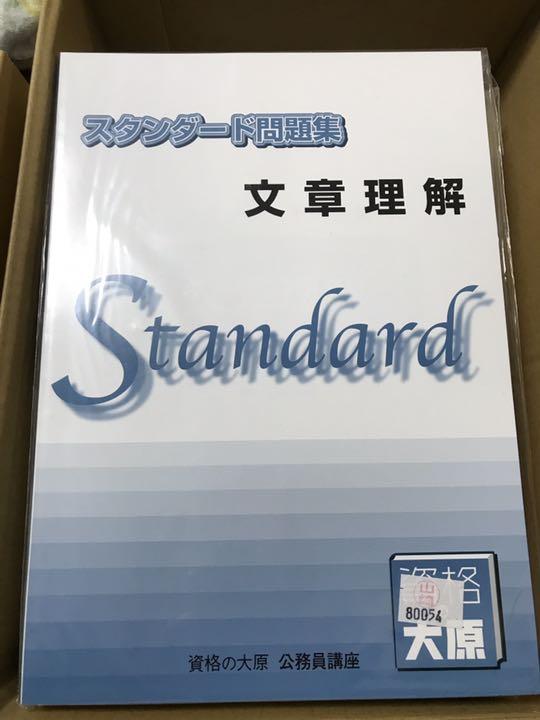 スタンダード問題集
文章理解
Standard
資格
80054
大原
資格の大原 公務員講座